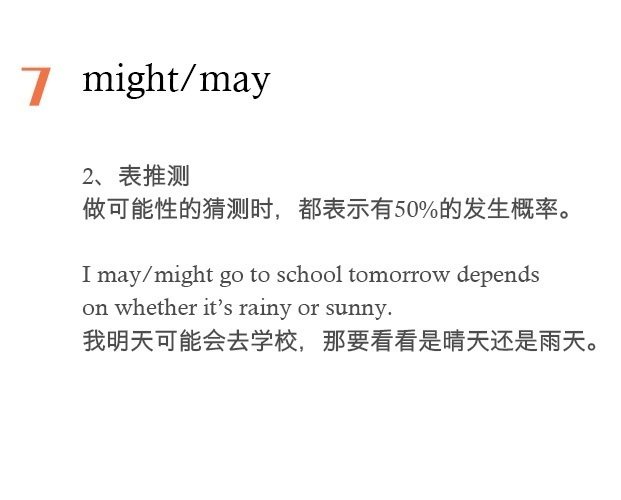 7 might/may
2、表推测
做可能性的猜测时，都表示有50%的发生概率。
I may/might go to school tomorrow depends
on whether it’s rainy or sunny.
我明天可能会去学校，那要看看是晴天还是雨天。